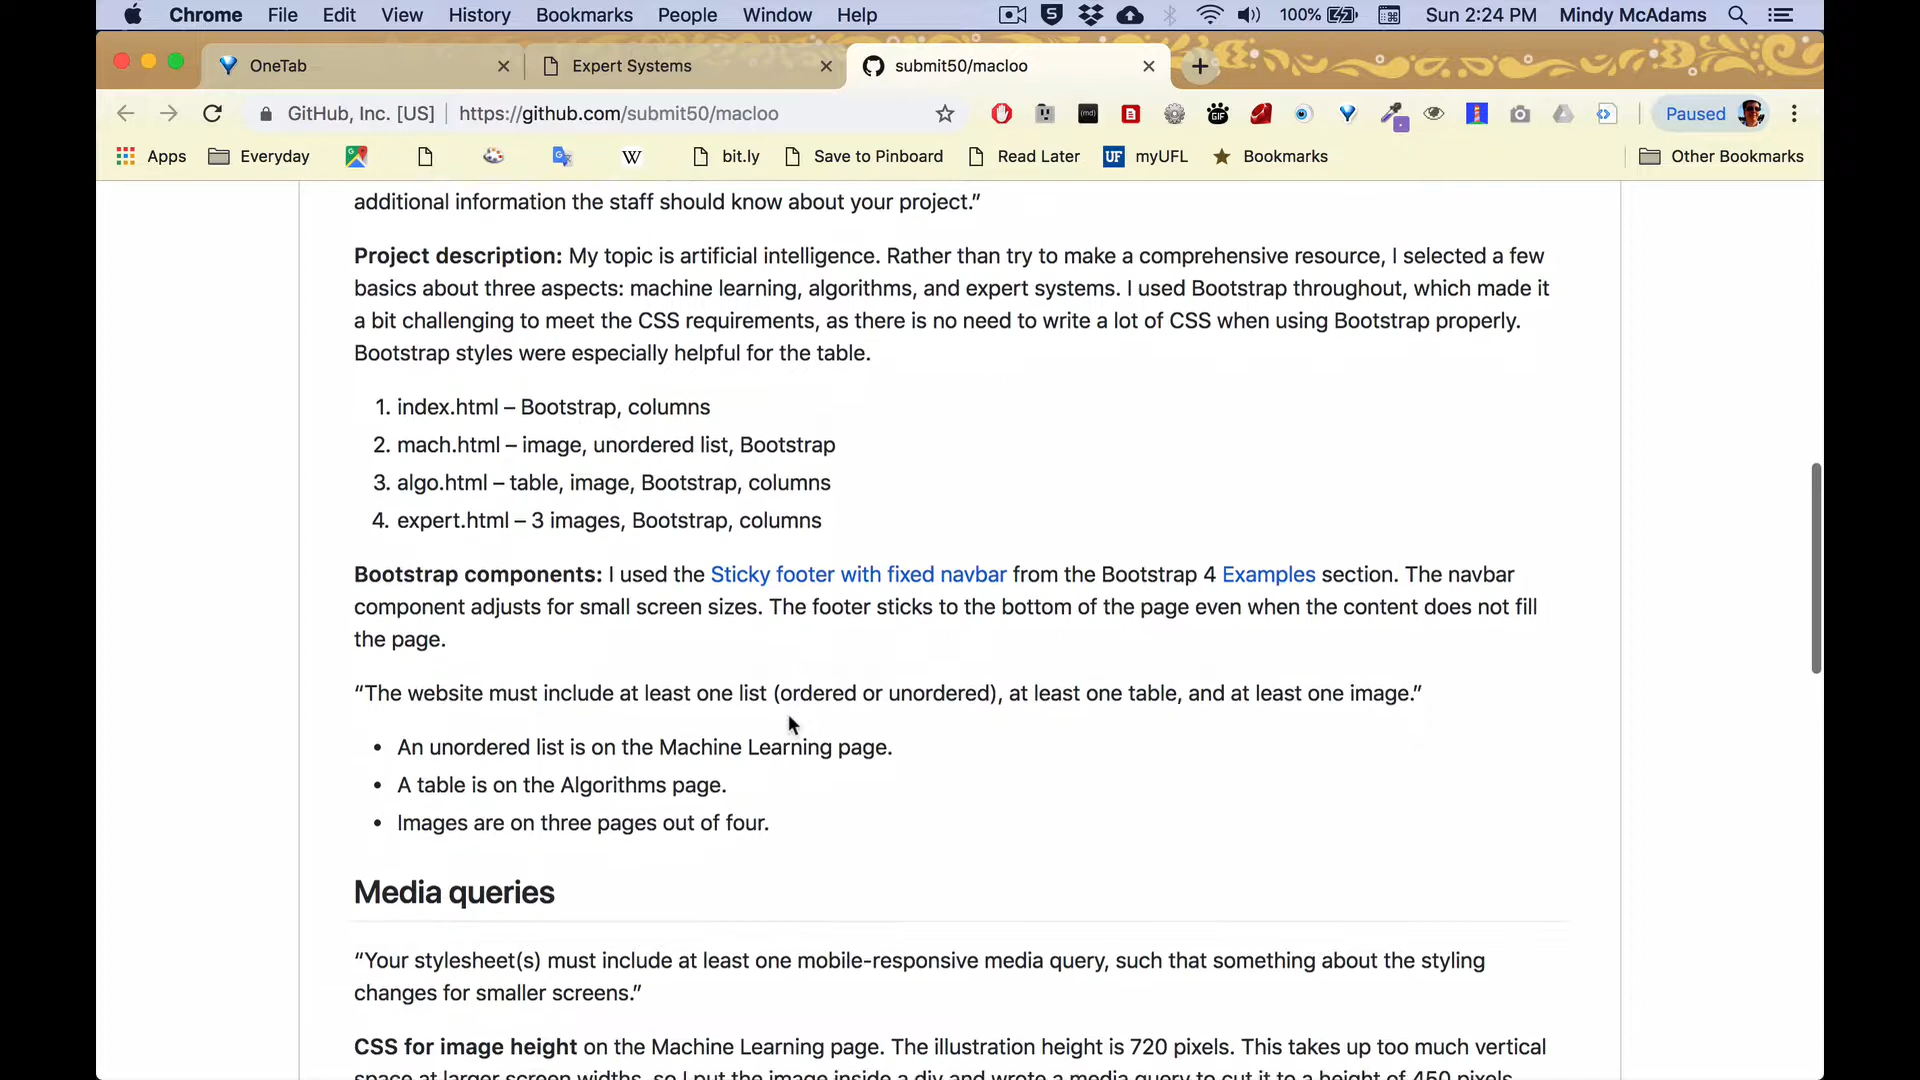 Chrome File Edit View History Bookmarks People Window Help 100% Sun 2:24 PM Mindy McAdams
OneTab Expert Systems submit50/macloo
GitHub, Inc. [US] https://github.com/submit50/macloo Paused
Apps Everyday W bit.ly Save to Pinboard Read Later UF myUFL Bookmarks Other Bookmarks
additional information the staff should know about your project.”
Project description: My topic is artificial intelligence. Rather than try to make a comprehensive resource, I selected a few
basics about three aspects: machine learning, algorithms, and expert systems. I used Bootstrap throughout, which made it
a bit challenging to meet the CSS requirements, as there is no need to write a lot of CSS when using Bootstrap properly.
Bootstrap styles were especially helpful for the table.
1. index.html – Bootstrap, columns
2. mach.html – image, unordered list, Bootstrap
3. algo.html – table, image, Bootstrap, columns
4. expert.html – 3 images, Bootstrap, columns
Bootstrap components: I used the Sticky footer with fixed navbar from the Bootstrap 4 Examples section. The navbar
component adjusts for small screen sizes. The footer sticks to the bottom of the page even when the content does not fill
the page.
“The website must include at least one list (ordered or unordered), at least one table, and at least one image.”
• An unordered list is on the Machine Learning page.
• A table is on the Algorithms page.
• Images are on three pages out of four.
Media queries
“Your stylesheet(s) must include at least one mobile-responsive media query, such that something about the styling
changes for smaller screens.”
CSS for image height on the Machine Learning page. The illustration height is 720 pixels. This takes up too much vertical
space at larger screen widths, so I put the image inside a div and wrote a media query to cut it to a height of 450 pixels